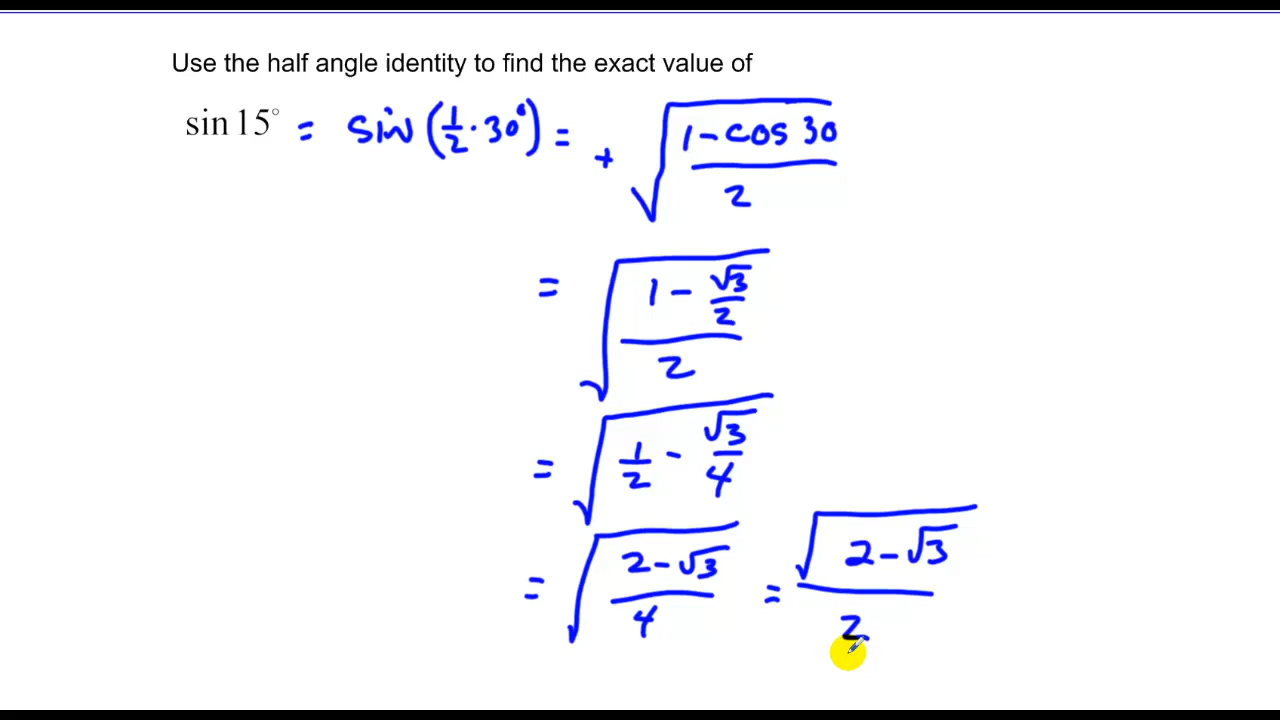 Use the half angle identity to find the exact value of
sin 15° = sin(1/2 · 30°) = + √((1 - cos 30)/2)
= √((1 - √3/2)/2)
= √(1/2 - √3/4)
= √((2 - √3)/4) = √(2 - √3)/2